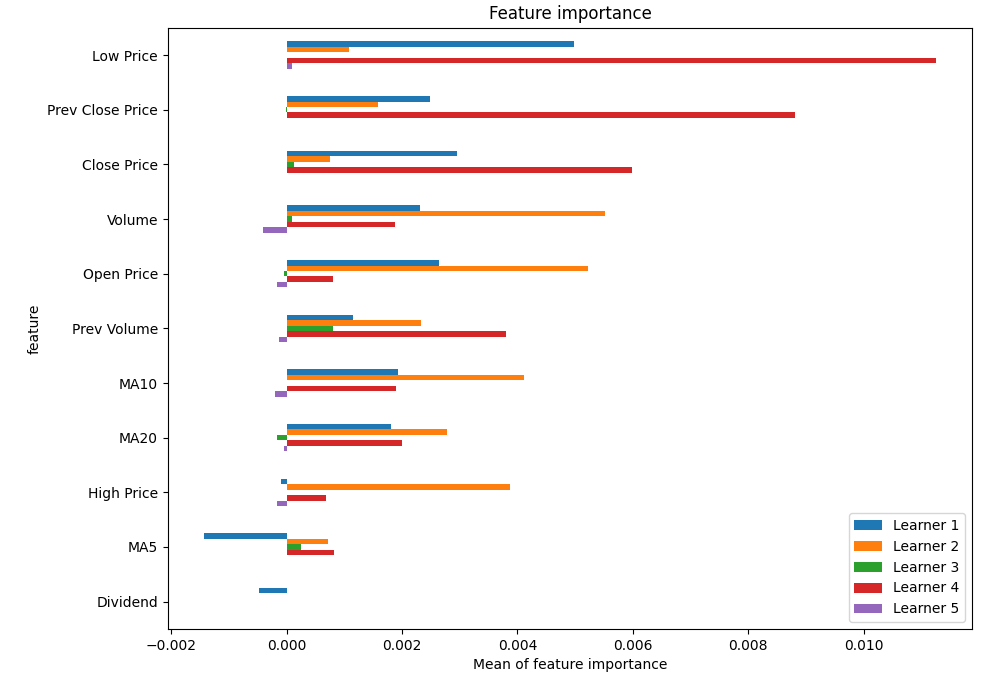 Feature importance
Low Price
Prev Close Price
Close Price
Volume
Open Price
Prev Volume
MA10
MA20
High Price
MA5
Dividend
feature
Learner 1
Learner 2
Learner 3
Learner 4
Learner 5
−0.002 0.000 0.002 0.004 0.006 0.008 0.010
Mean of feature importance